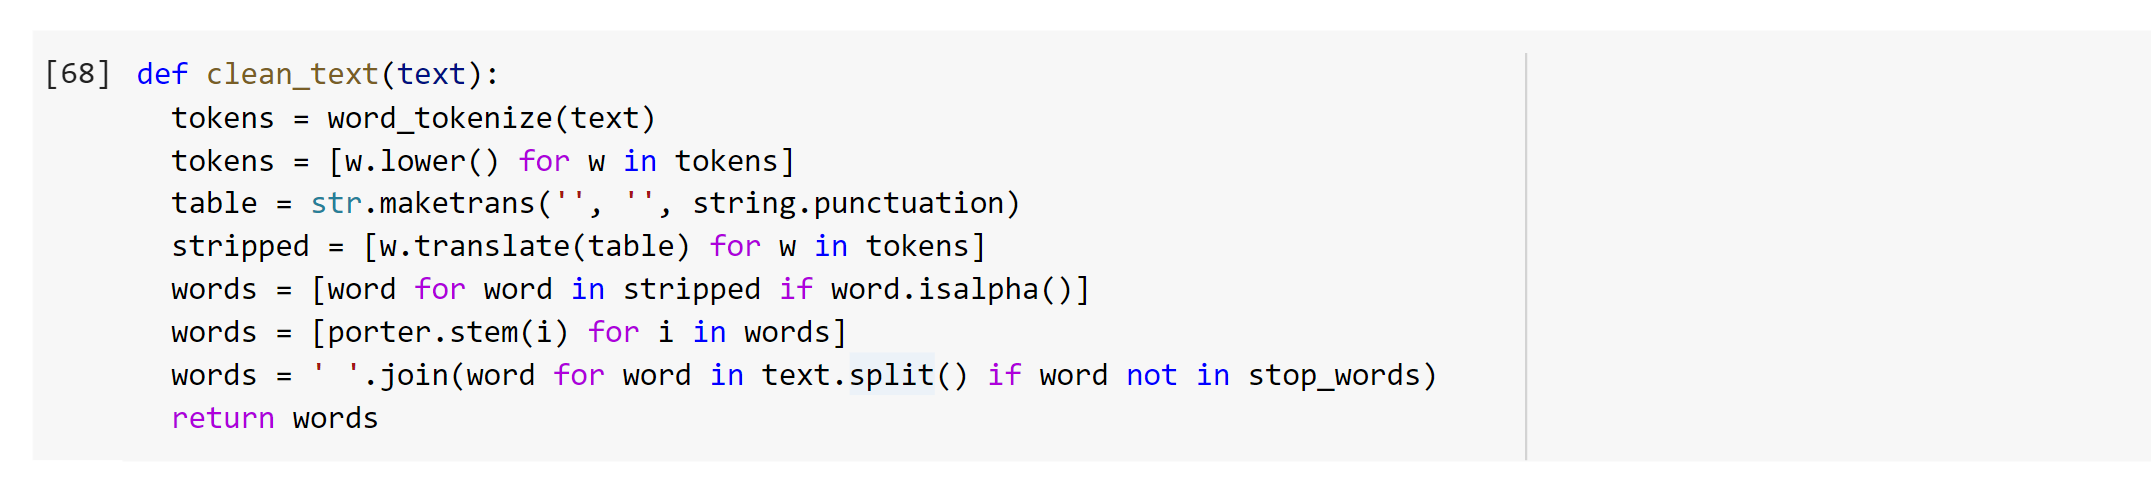 [68] def clean_text(text):
  tokens = word_tokenize(text)
  tokens = [w.lower() for w in tokens]
  table = str.maketrans('', '', string.punctuation)
  stripped = [w.translate(table) for w in tokens]
  words = [word for word in stripped if word.isalpha()]
  words = [porter.stem(i) for i in words]
  words = ' '.join(word for word in text.split() if word not in stop_words)
  return words